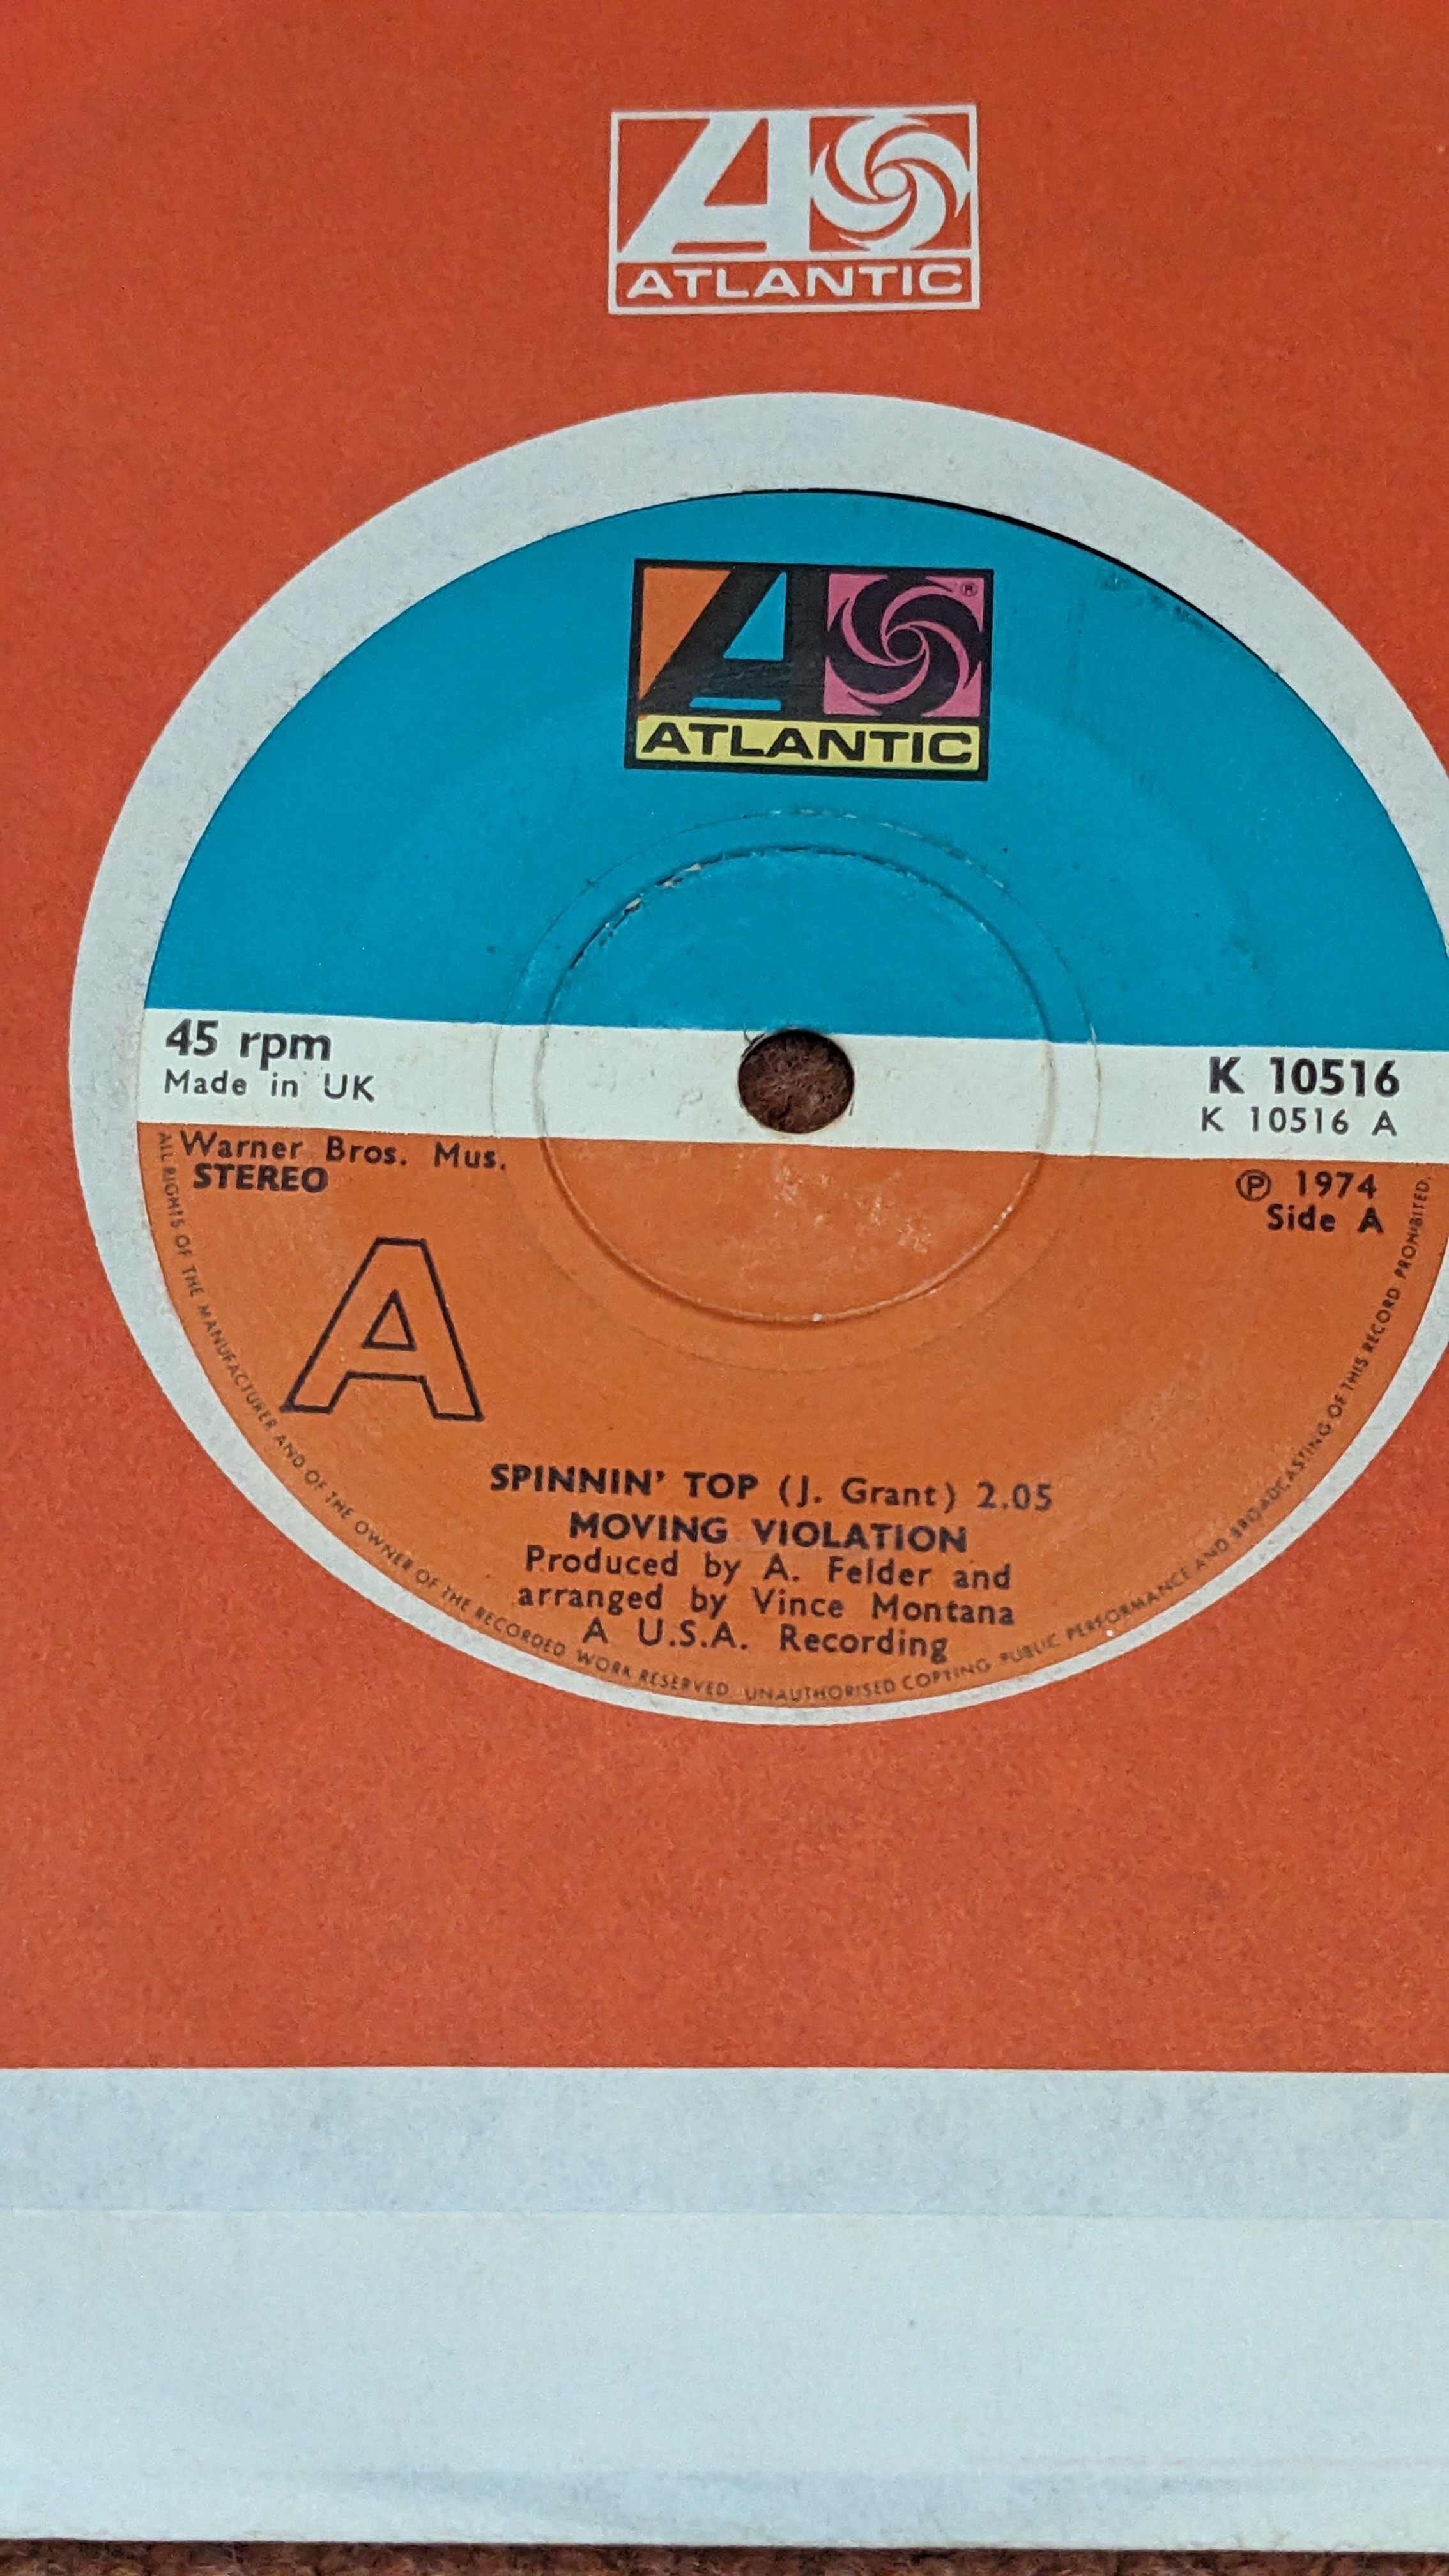 ATLANTIC
®
ATLANTIC
45 rpm
Made in UK
K 10516
K 10516 A
Warner Bros. Mus.
STEREO
℗ 1974
Side A
A
SPINNIN' TOP (J. Grant) 2.05
MOVING VIOLATION
Produced by A. Felder and
arranged by Vince Montana
A U.S.A. Recording
ALL RIGHTS OF THE MANUFACTURER AND OF THE OWNER OF THE RECORDED WORK RESERVED UNAUTHORISED COPYING PUBLIC PERFORMANCE AND BROADCASTING OF THIS RECORD PROHIBITED.